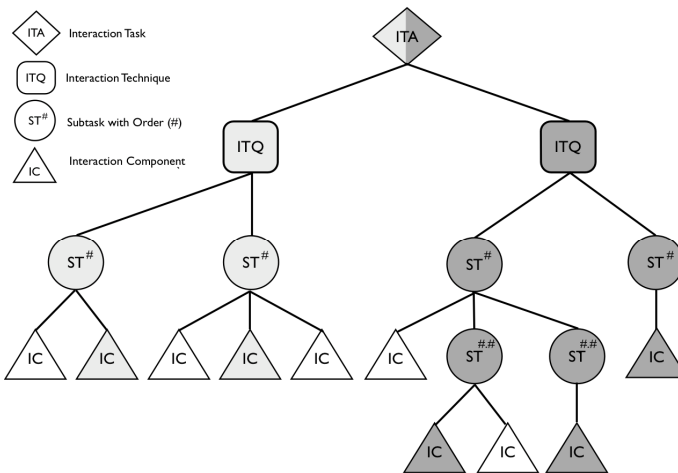 ITA Interaction Task
ITQ Interaction Technique
ST# Subtask with Order (#)
IC Interaction Component
ITA
ITQ ITQ
ST# ST# ST# ST#
IC IC IC IC IC IC ST#.# ST#.# IC
IC IC IC